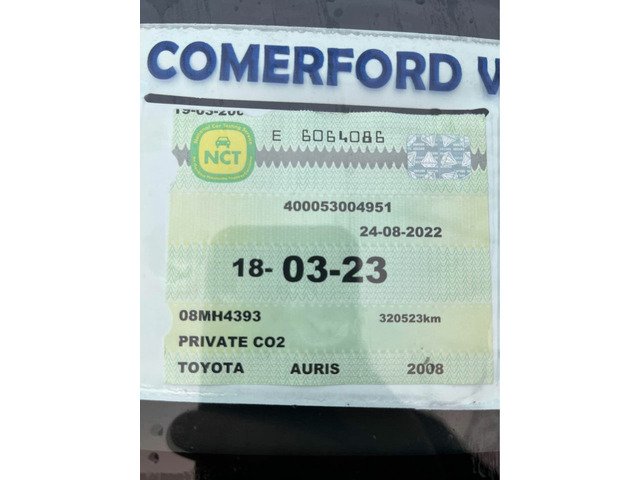 COMERFORD
E 6064086
NCT
400053004951
24-08-2022
18- 03-23
08MH4393
320523km
PRIVATE CO2
TOYOTA AURIS 2008